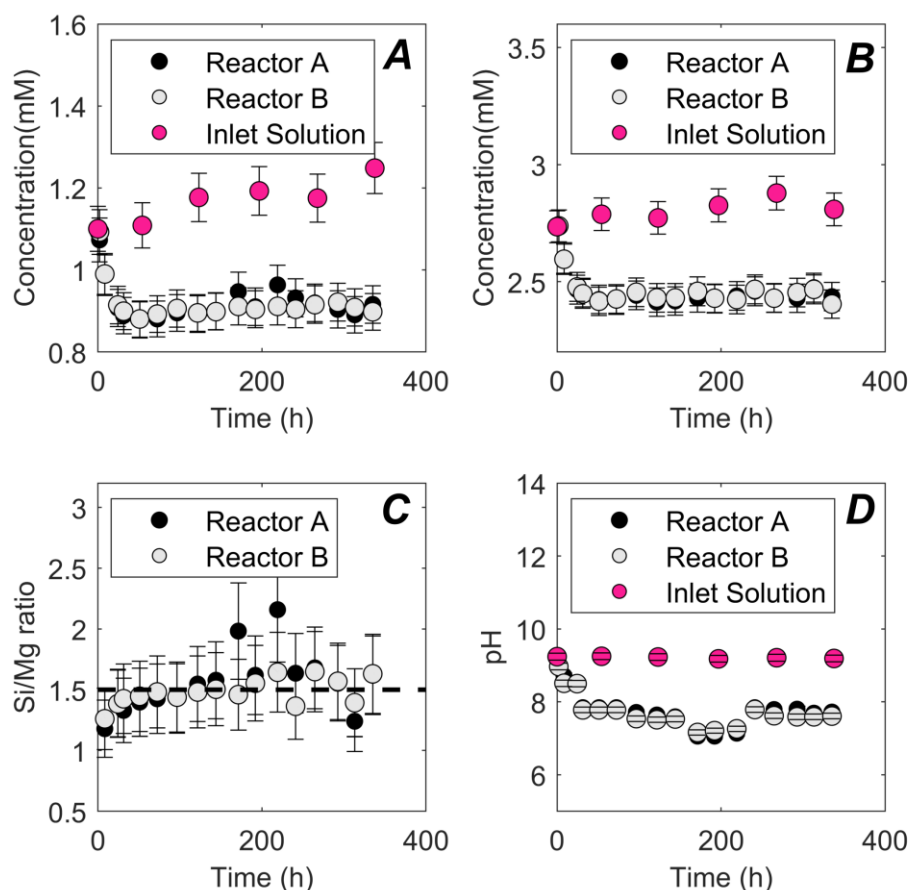 A
Reactor A
Reactor B
Inlet Solution
Concentration(mM)
1.6
1.4
1.2
1
0.8
0
200
400
Time (h)
B
Reactor A
Reactor B
Inlet Solution
Concentration(mM)
3.5
3
2.5
0
200
400
Time (h)
C
Reactor A
Reactor B
Si/Mg ratio
3
2.5
2
1.5
1
0.5
0
200
400
Time (h)
D
Reactor A
Reactor B
Inlet Solution
pH
14
12
10
8
6
0
200
400
Time (h)